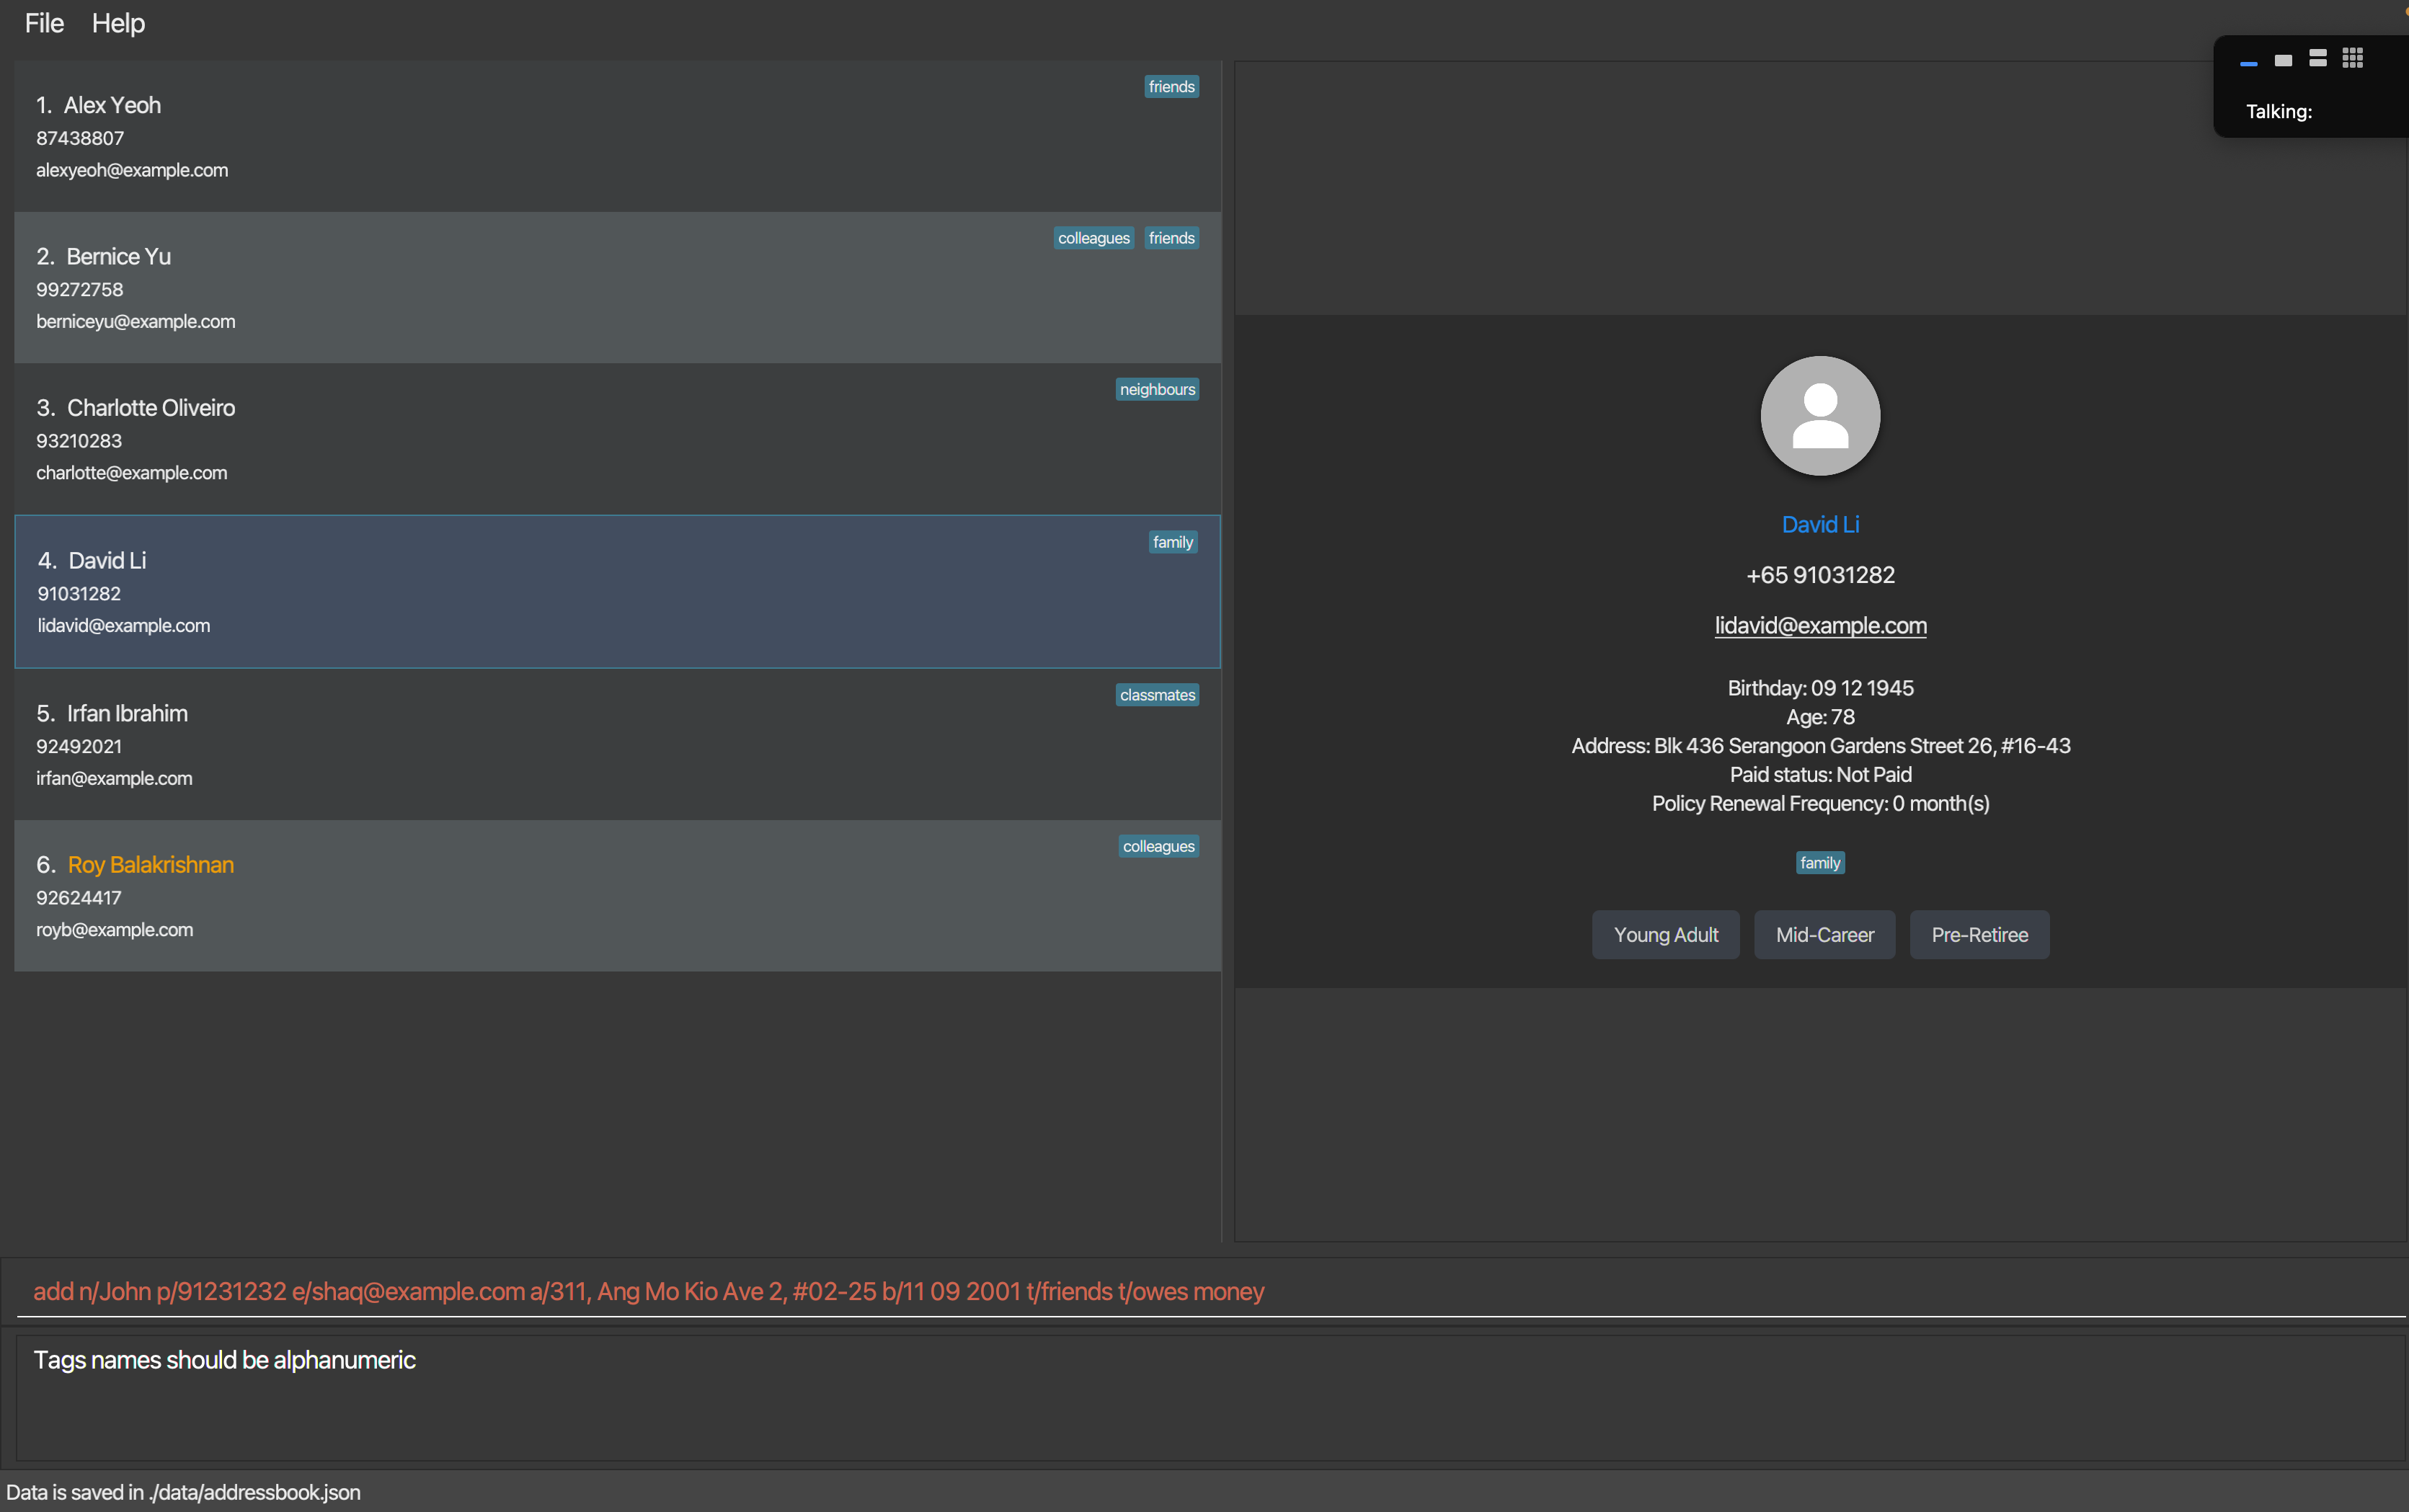 File Help
Talking:
1. Alex Yeoh
friends
87438807
alexyeoh@example.com
2. Bernice Yu
colleagues friends
99272758
berniceyu@example.com
3. Charlotte Oliveiro
neighbours
93210283
charlotte@example.com
4. David Li
family
91031282
lidavid@example.com
5. Irfan Ibrahim
classmates
92492021
irfan@example.com
6. Roy Balakrishnan
colleagues
92624417
royb@example.com
David Li
+65 91031282
lidavid@example.com
Birthday: 09 12 1945
Age: 78
Address: Blk 436 Serangoon Gardens Street 26, #16-43
Paid status: Not Paid
Policy Renewal Frequency: 0 month(s)
family
Young Adult Mid-Career Pre-Retiree
add n/John p/91231232 e/shaq@example.com a/311, Ang Mo Kio Ave 2, #02-25 b/11 09 2001 t/friends t/owes money
Tags names should be alphanumeric
Data is saved in ./data/addressbook.json